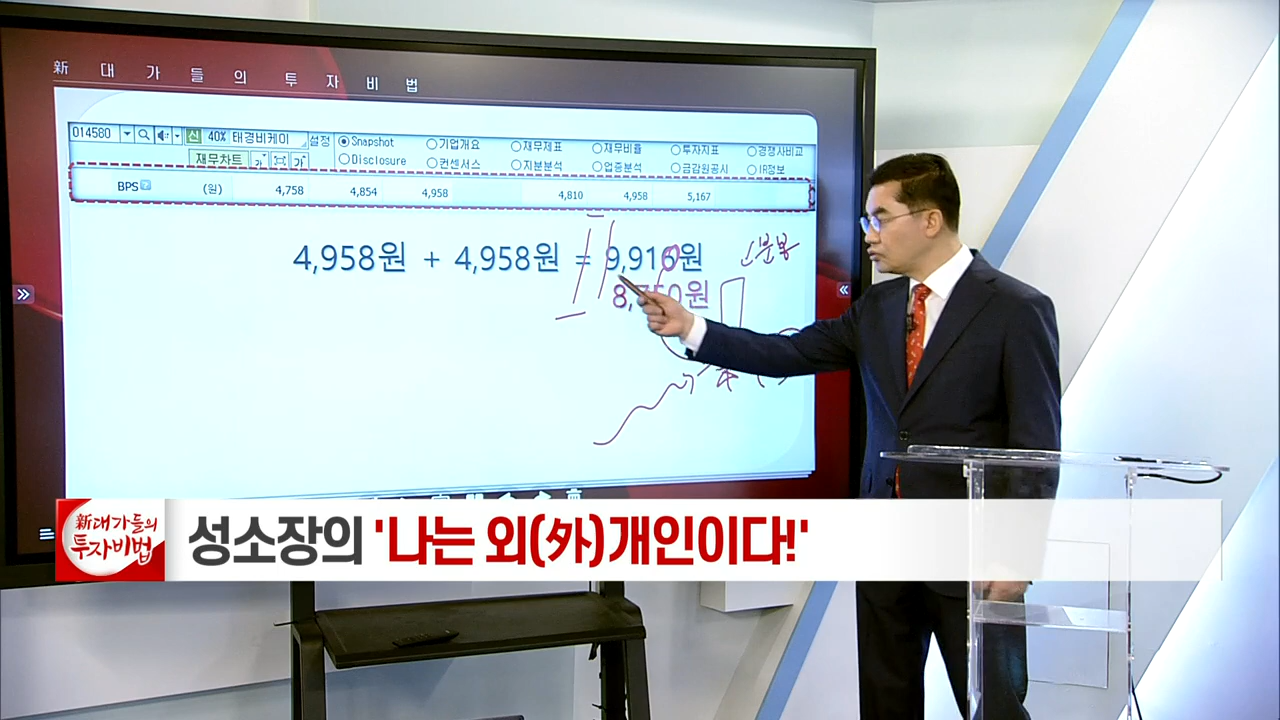 新 대 가 들 의 투 자 비 법
014580 신 40% 태경비케이 설정 Snapshot 기업개요 재무제표 재무비율 투자지표 경쟁사비교
재무차트 가 가 Disclosure 컨센서스 지분분석 업종분석 금감원공시 IR정보
BPS (원) 4,758 4,854 4,958 4,810 4,958 5,167
4,958원 + 4,958원 = 9,916원
新대가들의
투자비법
성소장의 '나는 외(外)개인이다!'